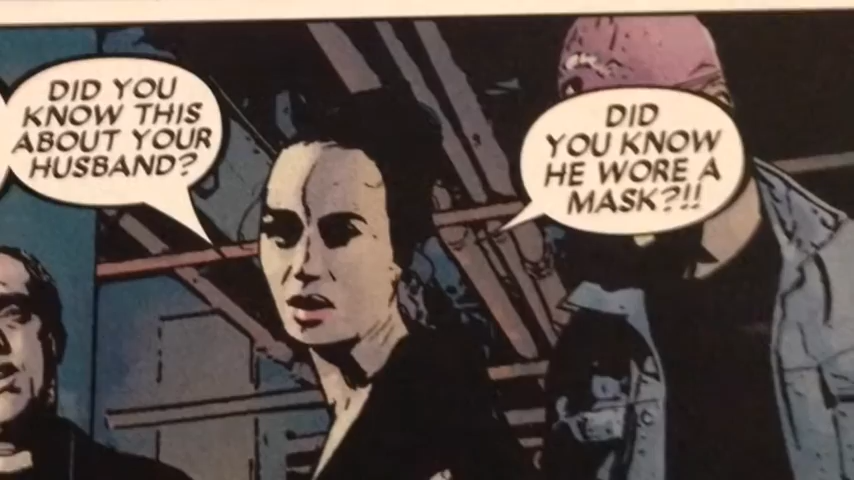 DID YOU
KNOW THIS
ABOUT YOUR
HUSBAND?
DID
YOU KNOW
HE WORE A
MASK?!!